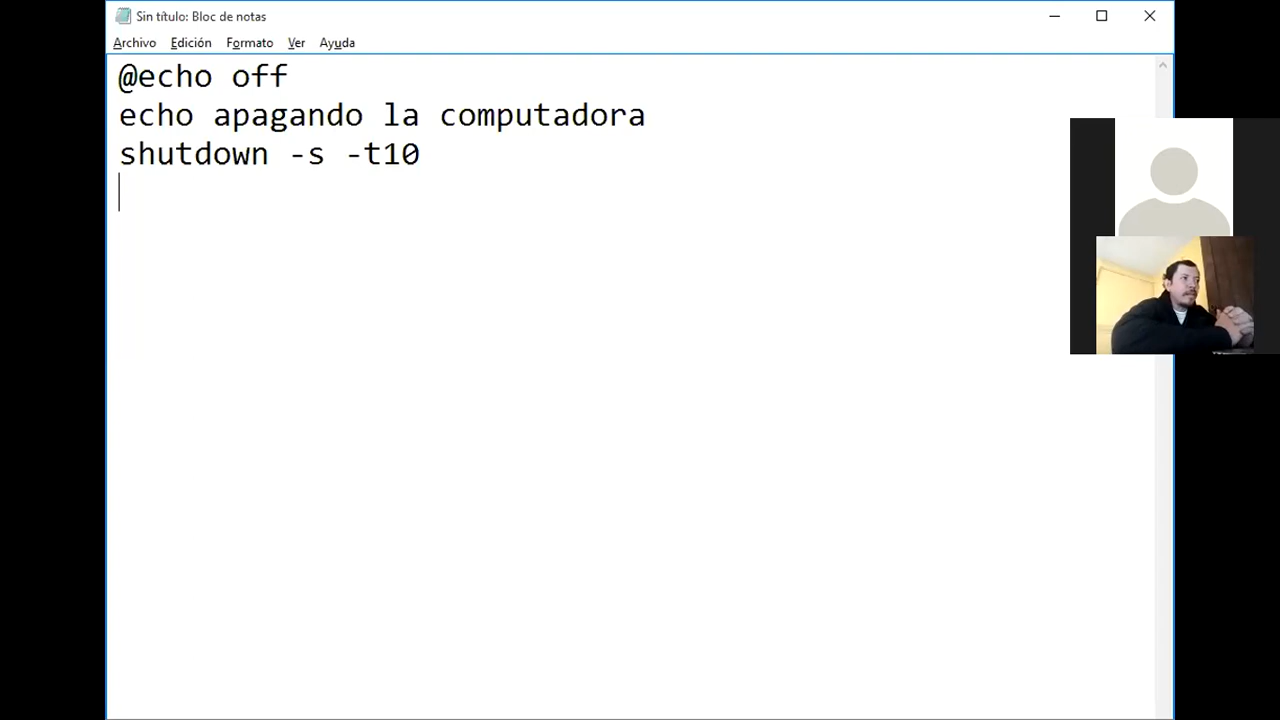 Sin título: Bloc de notas
Archivo Edición Formato Ver Ayuda
@echo off
echo apagando la computadora
shutdown -s -t10